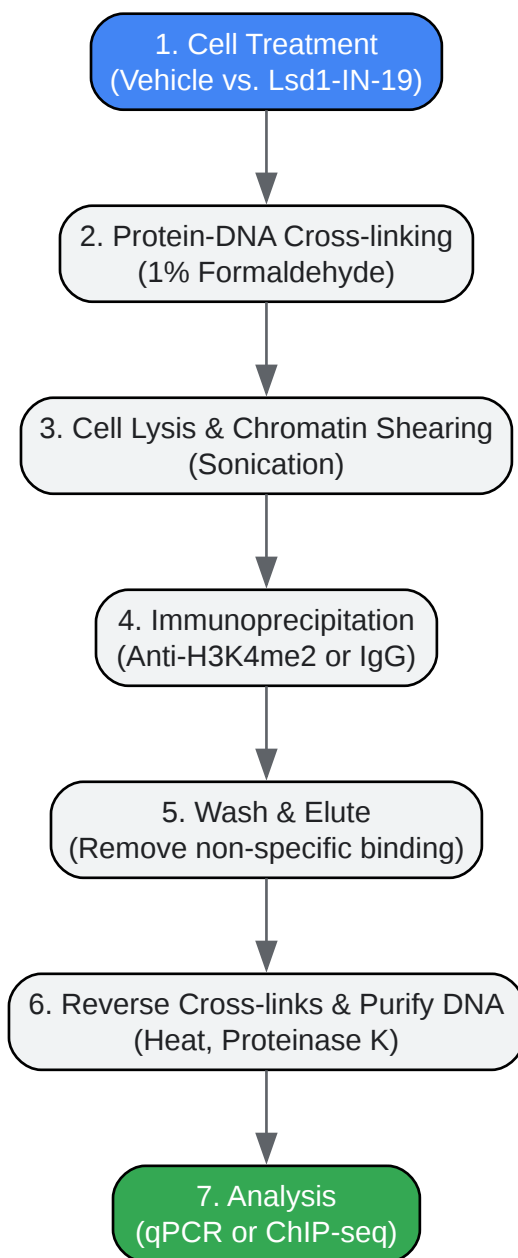 1. Cell Treatment
(Vehicle vs. Lsd1-IN-19)
2. Protein-DNA Cross-linking
(1% Formaldehyde)
3. Cell Lysis & Chromatin Shearing
(Sonication)
4. Immunoprecipitation
(Anti-H3K4me2 or IgG)
5. Wash & Elute
(Remove non-specific binding)
6. Reverse Cross-links & Purify DNA
(Heat, Proteinase K)
7. Analysis
(qPCR or ChIP-seq)